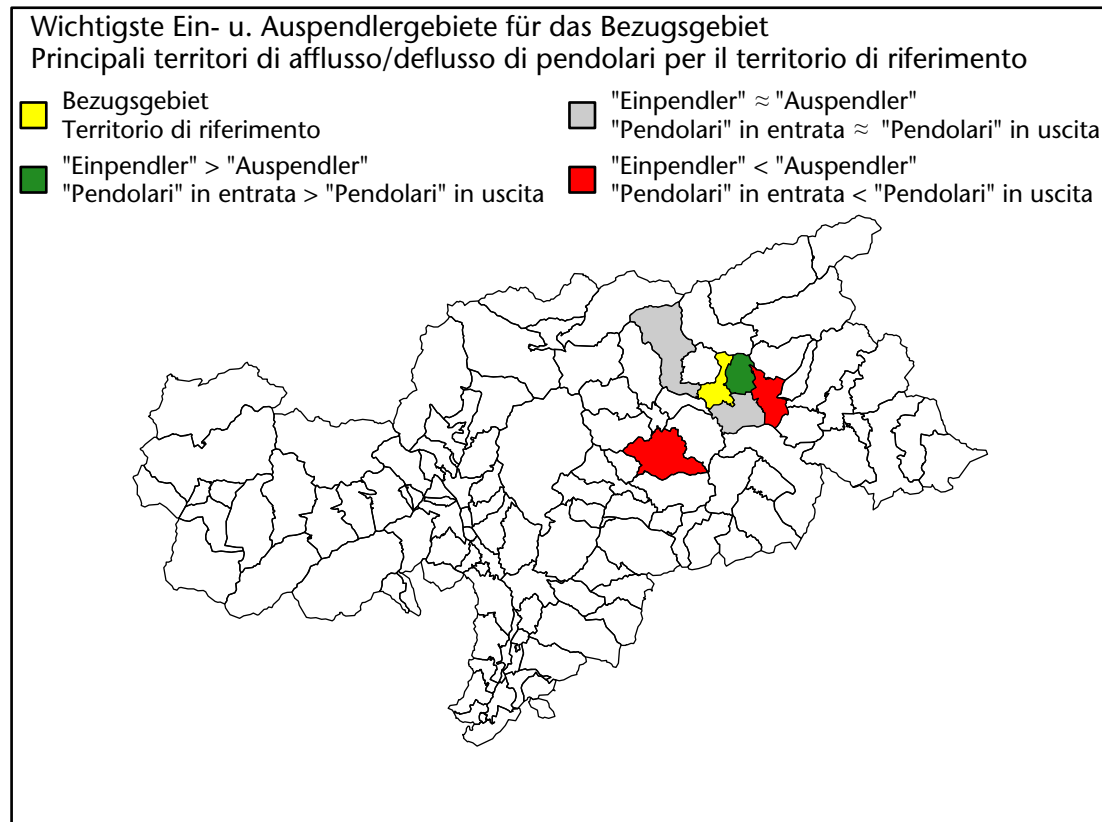 Wichtigste Ein- u. Auspendlergebiete für das Bezugsgebiet
Principali territori di afflusso/deflusso di pendolari per il territorio di riferimento
Bezugsgebiet
Territorio di riferimento
"Einpendler" > "Auspendler"
"Pendolari" in entrata > "Pendolari" in uscita
"Einpendler" ≈ "Auspendler"
"Pendolari" in entrata ≈ "Pendolari" in uscita
"Einpendler" < "Auspendler"
"Pendolari" in entrata < "Pendolari" in uscita